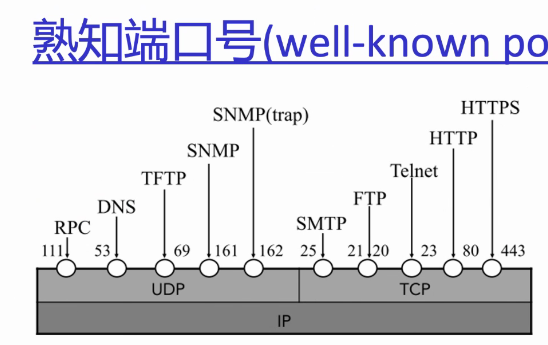 熟知端口号(well-known po
HTTPS
SNMP(trap)
HTTP
SNMP
Telnet
TFTP
FTP
DNS
SMTP
RPC
111 53 69 161 162 25 21 20 23 80 443
UDP TCP
IP